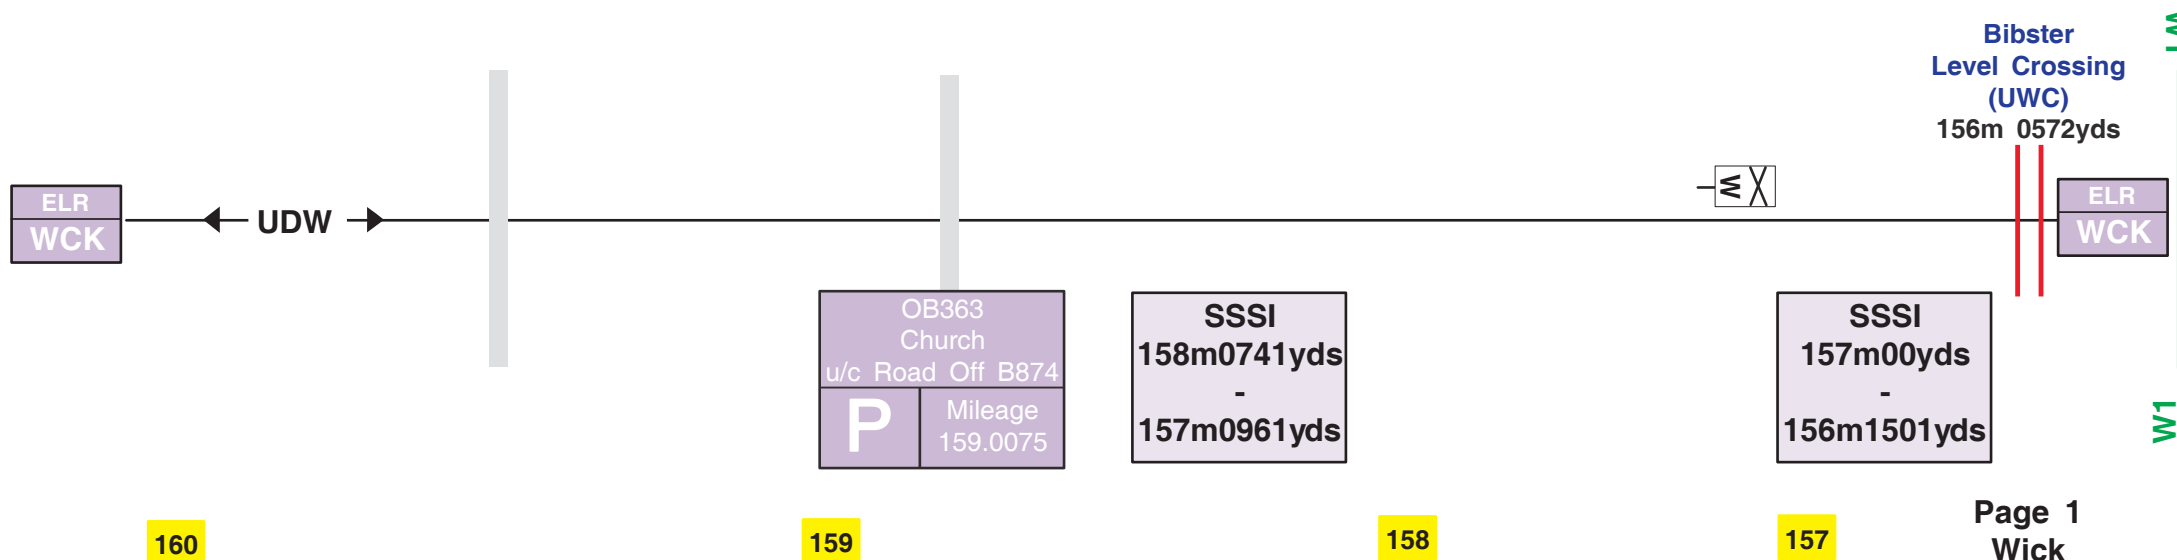 Bibster
Level Crossing
(UWC)
156m 0572yds
W
X
ELR
WCK
UDW
ELR
WCK
OB363
Church
u/c Road Off B874
P
Mileage
159.0075
SSSI
158m0741yds
-
157m0961yds
SSSI
157m00yds
-
156m1501yds
W1
160
159
158
157
Page 1
Wick